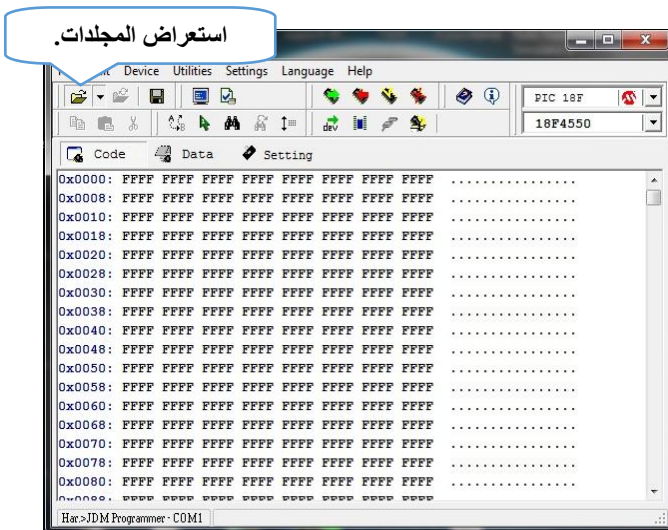 استعراض المجلدات.
Device Utilities Settings Language Help
PIC 18F
dev 18F4550
Code Data Setting
0x0000: FFFF FFFF FFFF FFFF FFFF FFFF FFFF FFFF ................
0x0008: FFFF FFFF FFFF FFFF FFFF FFFF FFFF FFFF ................
0x0010: FFFF FFFF FFFF FFFF FFFF FFFF FFFF FFFF ................
0x0018: FFFF FFFF FFFF FFFF FFFF FFFF FFFF FFFF ................
0x0020: FFFF FFFF FFFF FFFF FFFF FFFF FFFF FFFF ................
0x0028: FFFF FFFF FFFF FFFF FFFF FFFF FFFF FFFF ................
0x0030: FFFF FFFF FFFF FFFF FFFF FFFF FFFF FFFF ................
0x0038: FFFF FFFF FFFF FFFF FFFF FFFF FFFF FFFF ................
0x0040: FFFF FFFF FFFF FFFF FFFF FFFF FFFF FFFF ................
0x0048: FFFF FFFF FFFF FFFF FFFF FFFF FFFF FFFF ................
0x0050: FFFF FFFF FFFF FFFF FFFF FFFF FFFF FFFF ................
0x0058: FFFF FFFF FFFF FFFF FFFF FFFF FFFF FFFF ................
0x0060: FFFF FFFF FFFF FFFF FFFF FFFF FFFF FFFF ................
0x0068: FFFF FFFF FFFF FFFF FFFF FFFF FFFF FFFF ................
0x0070: FFFF FFFF FFFF FFFF FFFF FFFF FFFF FFFF ................
0x0078: FFFF FFFF FFFF FFFF FFFF FFFF FFFF FFFF ................
0x0080: FFFF FFFF FFFF FFFF FFFF FFFF FFFF FFFF ................
Har.>JDM Programmer - COM1